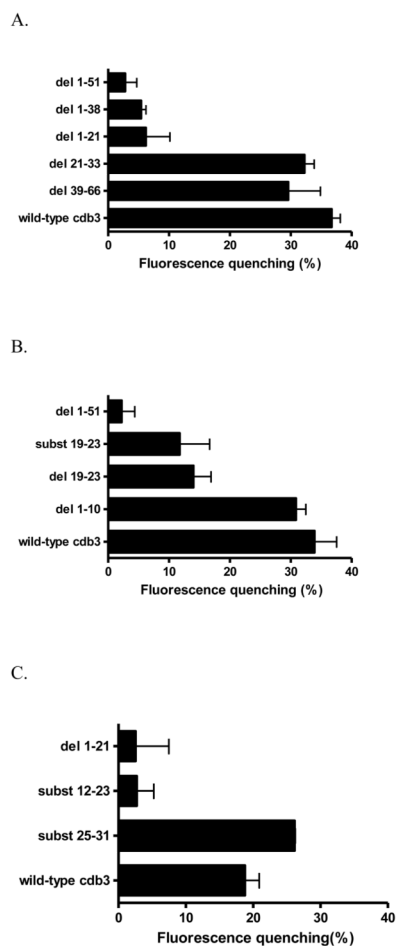 A.
del 1-51
del 1-38
del 1-21
del 21-33
del 39-66
wild-type cdb3
0 10 20 30 40
Fluorescence quenching (%)
B.
del 1-51
subst 19-23
del 19-23
del 1-10
wild-type cdb3
0 10 20 30 40
Fluorescence quenching (%)
C.
del 1-21
subst 12-23
subst 25-31
wild-type cdb3
0 10 20 30 40
Fluorescence quenching(%)